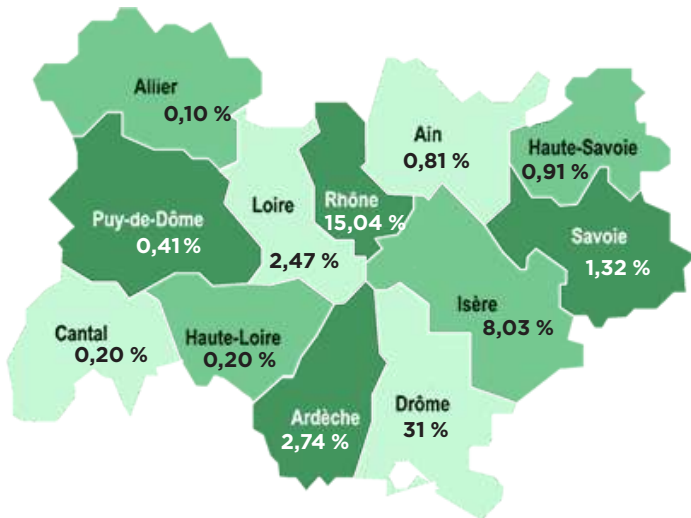 Allier
0,10 %
Ain
0,81 %
Haute-Savoie
0,91 %
Puy-de-Dôme
0,41 %
Loire
2,47 %
Rhône
15,04 %
Savoie
1,32 %
Isère
8,03 %
Cantal
0,20 %
Haute-Loire
0,20 %
Ardèche
2,74 %
Drôme
31 %